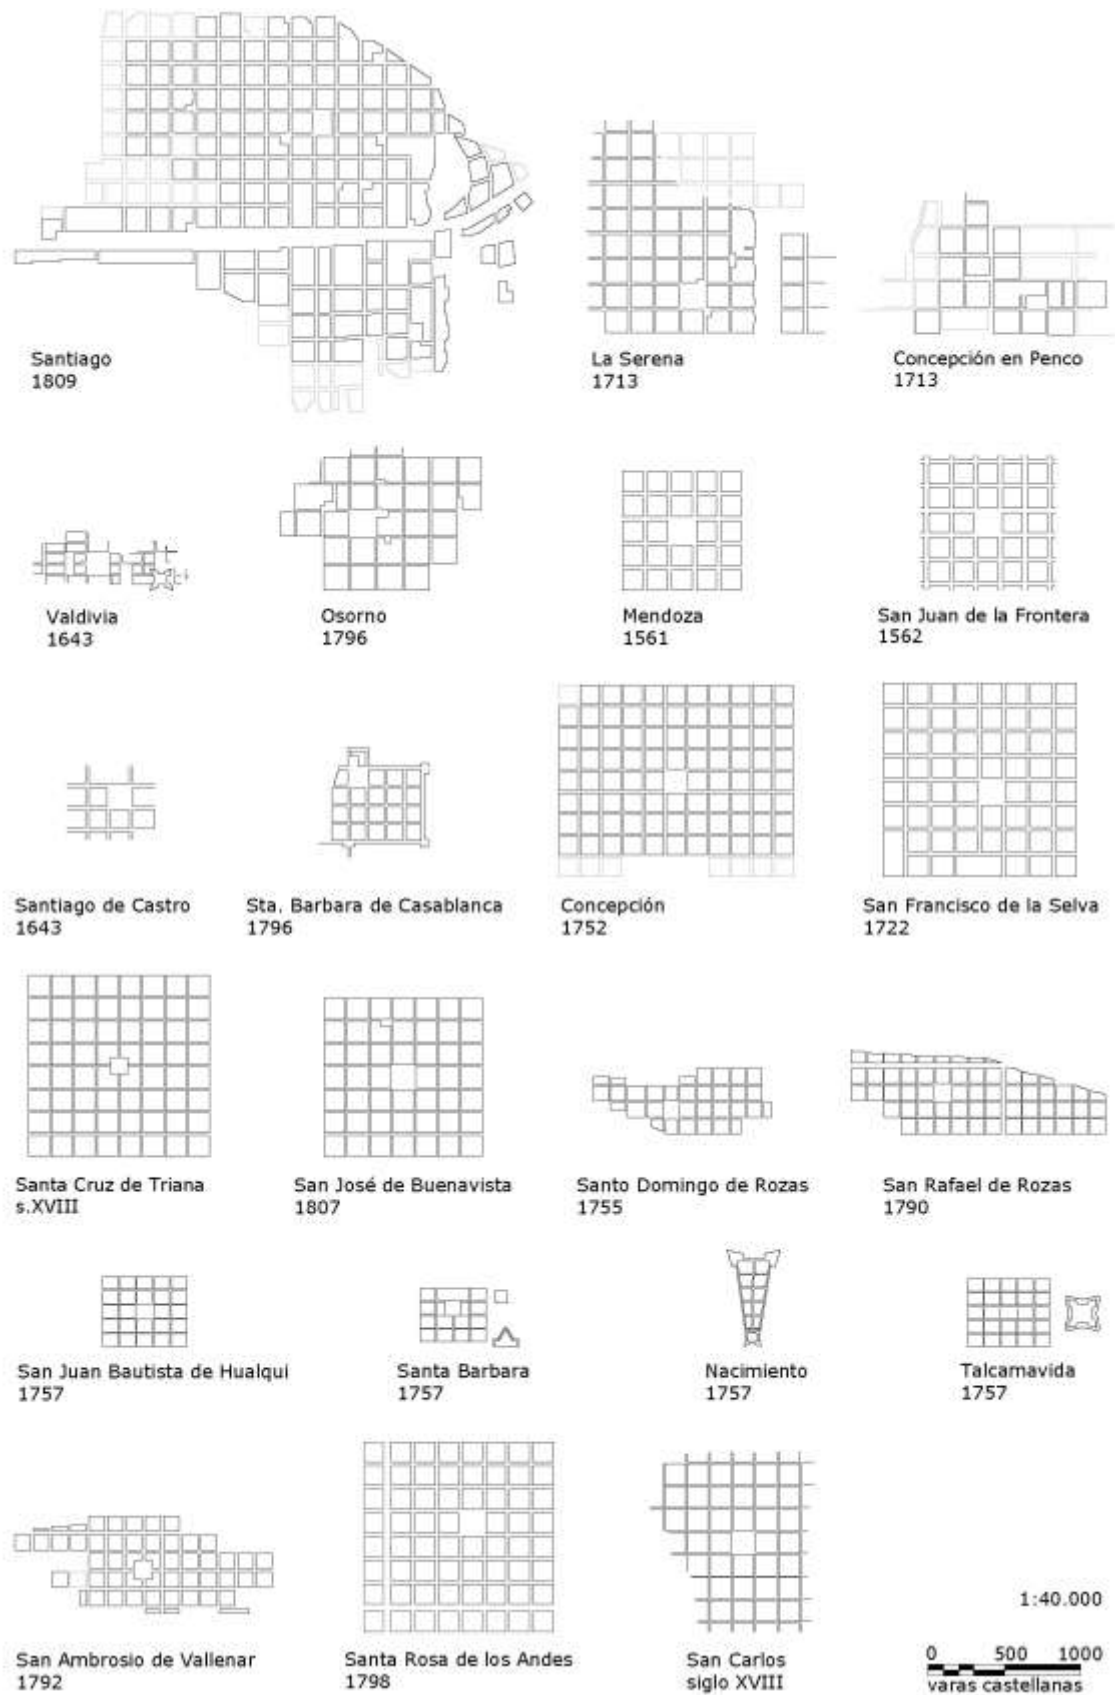 Santiago
1809
La Serena
1713
Concepción en Penco
1713
Valdivia
1643
Osorno
1796
Mendoza
1561
San Juan de la Frontera
1562
Santiago de Castro
1643
Sta. Barbara de Casablanca
1796
Concepción
1752
San Francisco de la Selva
1722
Santa Cruz de Triana
s.XVIII
San José de Buenavista
1807
Santo Domingo de Rozas
1755
San Rafael de Rozas
1790
San Juan Bautista de Hualqui
1757
Santa Barbara
1757
Nacimiento
1757
Talcamavida
1757
San Ambrosio de Vallenar
1792
Santa Rosa de los Andes
1798
San Carlos
siglo XVIII
1:40.000
0 500 1000
varas castellanas